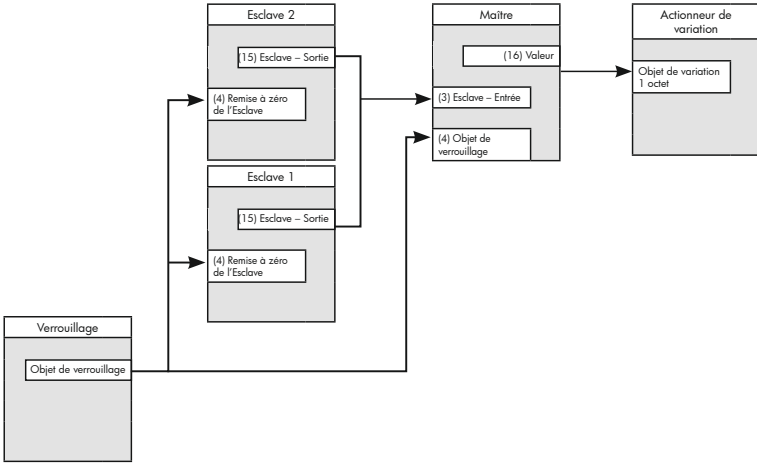 Esclave 2
(15) Esclave – Sortie
(4) Remise à zéro
de l'Esclave
Esclave 1
(15) Esclave – Sortie
(4) Remise à zéro
de l'Esclave
Verrouillage
Objet de verrouillage
Maître
(16) Valeur
(3) Esclave – Entrée
(4) Objet de
verrouillage
Actionneur de
variation
Objet de variation
1 octet